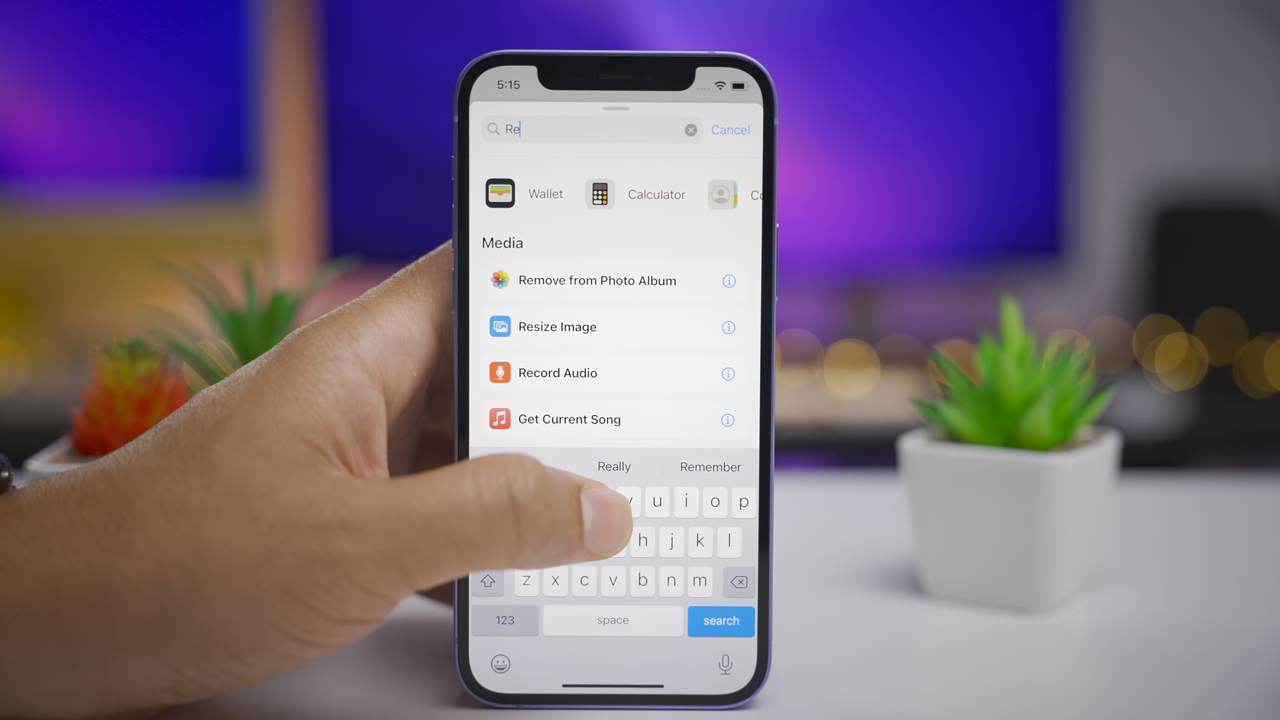 5:15
Re
Cancel
Wallet
Calculator
Media
Remove from Photo Album
Resize Image
Record Audio
Get Current Song
Really
Remember
u i o p
h j k l
z x c v b n m
123
space
search